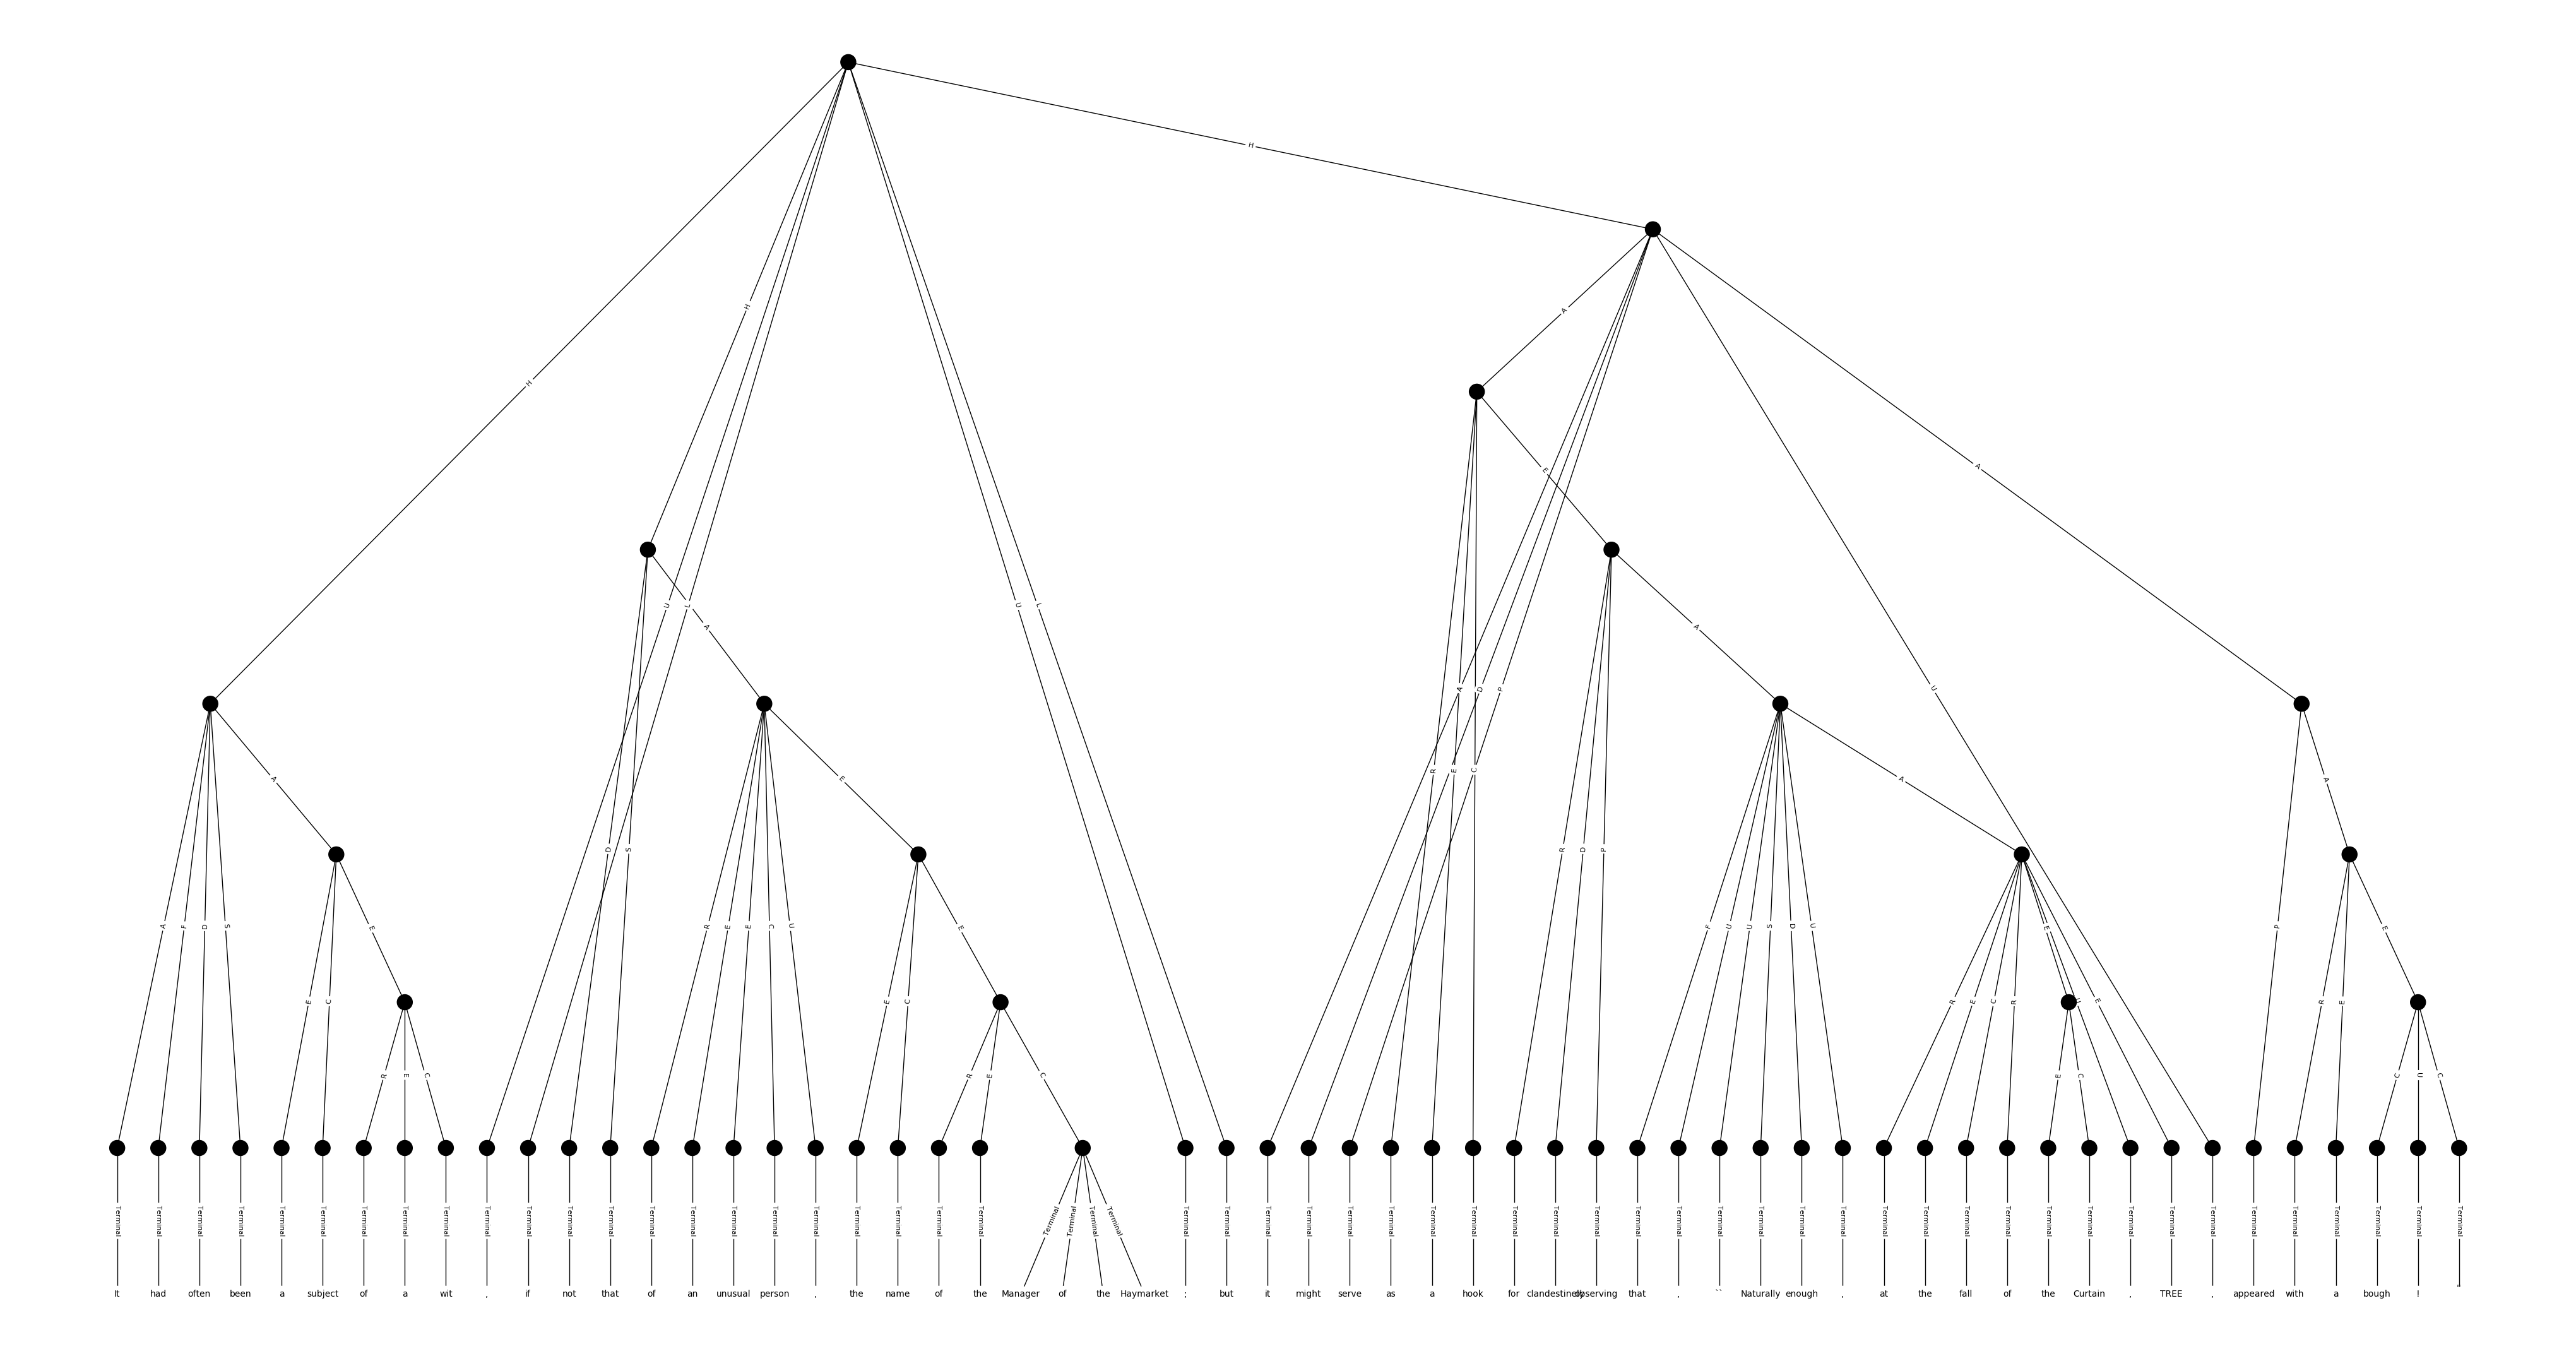 H
H
H
A
H
A
E
U L A U L
A
A D P
U
A E R E C A A
D S R D P
A F D S E R E E C U E F U U S D U P E
E C E C R E C R E U E R E
R E C R E C E C C U C
Terminal Terminal Terminal Terminal Terminal Terminal Terminal Terminal Terminal Terminal Terminal Terminal Terminal Terminal Terminal Terminal Terminal Terminal Terminal Terminal Terminal Terminal Terminal Terminal Terminal Terminal Terminal Terminal Terminal Terminal Terminal Terminal Terminal Terminal Terminal Terminal Terminal Terminal Terminal Terminal Terminal Terminal Terminal Terminal Terminal Terminal Terminal Terminal Terminal Terminal Terminal Terminal Terminal Terminal Terminal Terminal Terminal Terminal
It had often been a subject of a wit , if not that of an unusual person , the name of the Manager of the Haymarket ; but it might serve as a hook for clandestinely observing that , `` Naturally enough , at the fall of the Curtain , TREE , appeared with a bough ! "